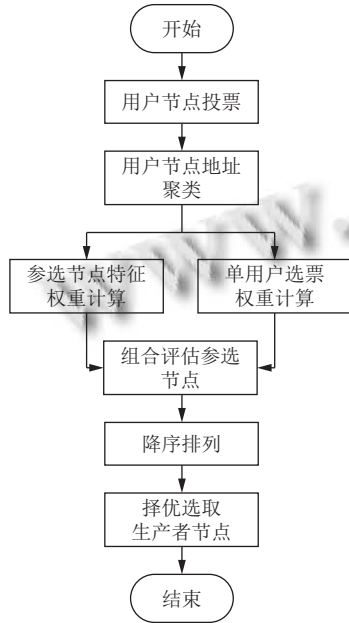 开始
用户节点投票
用户节点地址
聚类
参选节点特征
权重计算
单用户选票
权重计算
组合评估参选
节点
降序排列
择优选取
生产者节点
结束
www.